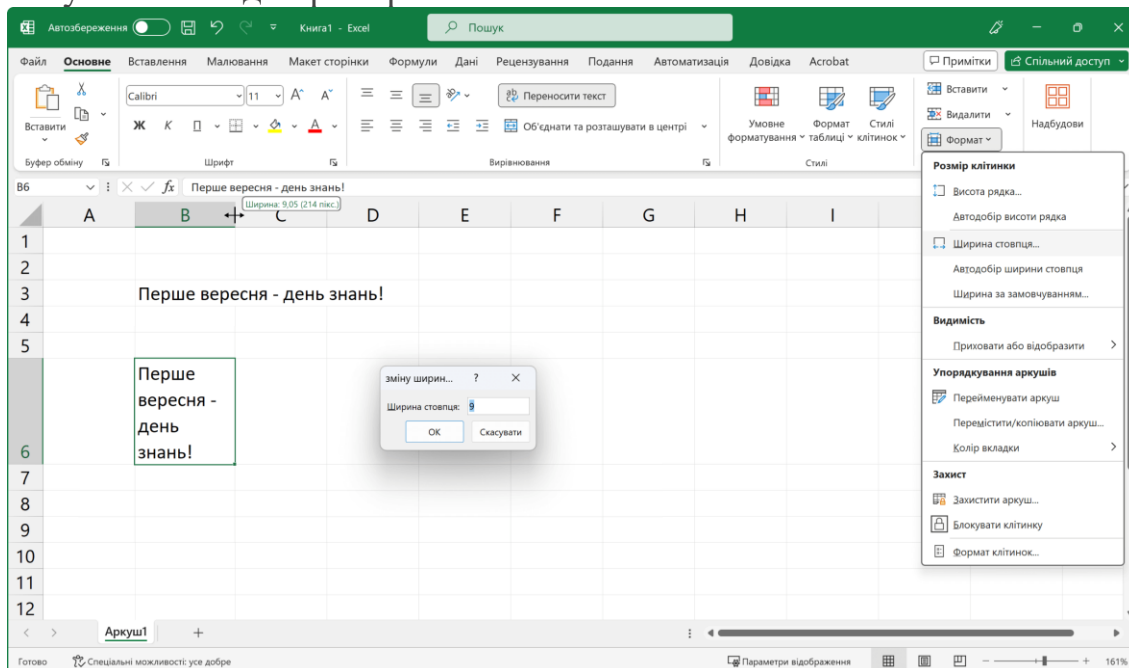 Автозбереження
Книга1 - Excel
Пошук
Файл Основне Вставлення Малювання Макет сторінки Формули Дані Рецензування Подання Автоматизація Довідка Acrobat Примітки Спільний доступ
Вставити
Буфер обміну
Calibri 11 A^ A˅
Ж К П А
Шрифт
Переносити текст
Об'єднати та розташувати в центрі
Вирівнювання
Умовне форматування
Формат таблиці
Стилі клітинок
Стилі
Вставити
Видалити
Формат
Надбудови
B6 fx Перше вересня - день знань!
Ширина: 9,05 (214 пікс.)
A B C D E F G H I
1
2
3 Перше вересня - день знань!
4
5
Перше
вересня -
день
6 знань!
7
8
9
10
11
12
зміну ширин... ? ×
Ширина стовпця: 9
ОК Скасувати
Розмір клітинки
Висота рядка...
Автодобір висоти рядка
Ширина стовпця...
Автодобір ширини стовпця
Ширина за замовчуванням...
Видимість
Приховати або відобразити
Упорядкування аркушів
Перейменувати аркуш
Перемістити/копіювати аркуш...
Колір вкладки
Захист
Захистити аркуш...
Блокувати клітинку
Формат клітинок...
Аркуш1 +
Готово Спеціальні можливості: усе добре Параметри відображення 161%